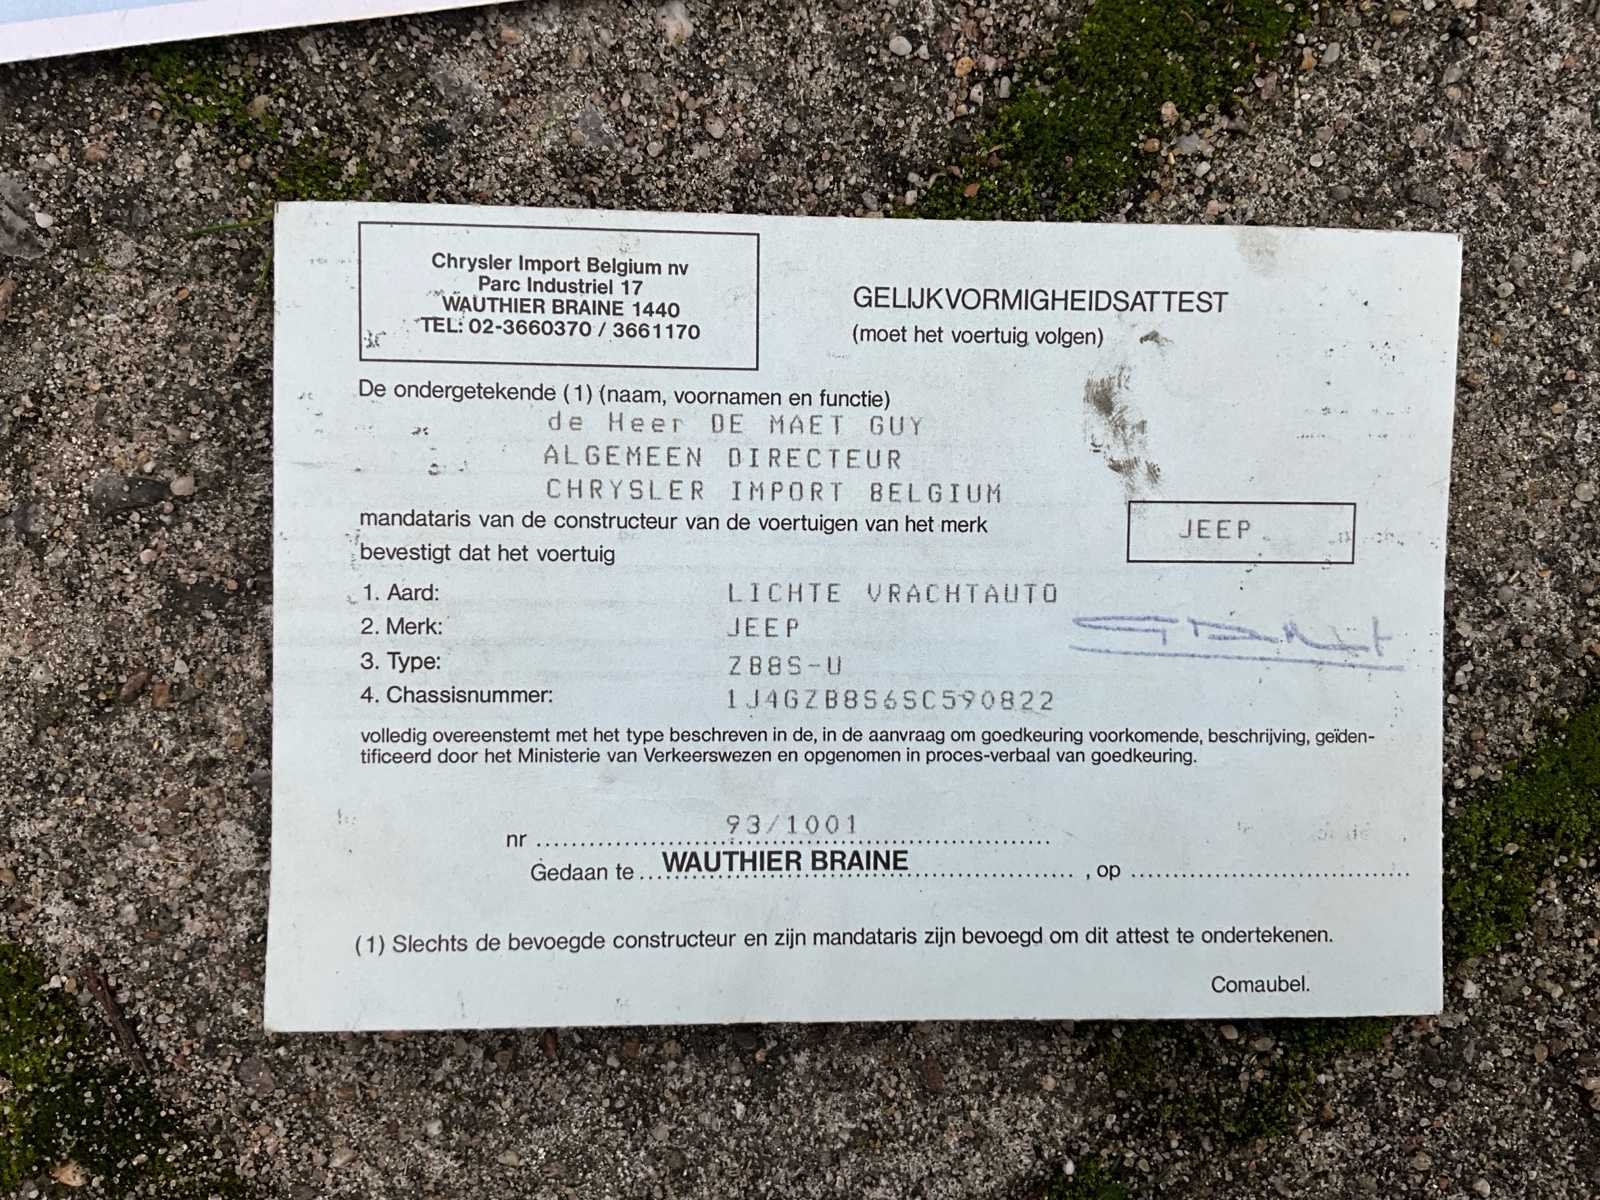 Chrysler Import Belgium nv
Parc Industriel 17
WAUTHIER BRAINE 1440
TEL: 02-3660370 / 3661170
GELIJKVORMIGHEIDSATTEST
(moet het voertuig volgen)
De ondergetekende (1) (naam, voornamen en functie)
de Heer DE MAET GUY
ALGEMEEN DIRECTEUR
CHRYSLER IMPORT BELGIUM
mandataris van de constructeur van de voertuigen van het merk
JEEP
bevestigt dat het voertuig
1. Aard: LICHTE VRACHTAUTO
2. Merk: JEEP
3. Type: ZB8S-U
4. Chassisnummer: 1J4GZB8S6SC590822
volledig overeenstemt met het type beschreven in de, in de aanvraag om goedkeuring voorkomende, beschrijving, geïden-
tificeerd door het Ministerie van Verkeerswezen en opgenomen in proces-verbaal van goedkeuring.
nr 93/1001
Gedaan te WAUTHIER BRAINE , op
(1) Slechts de bevoegde constructeur en zijn mandataris zijn bevoegd om dit attest te ondertekenen.
Comaubel.